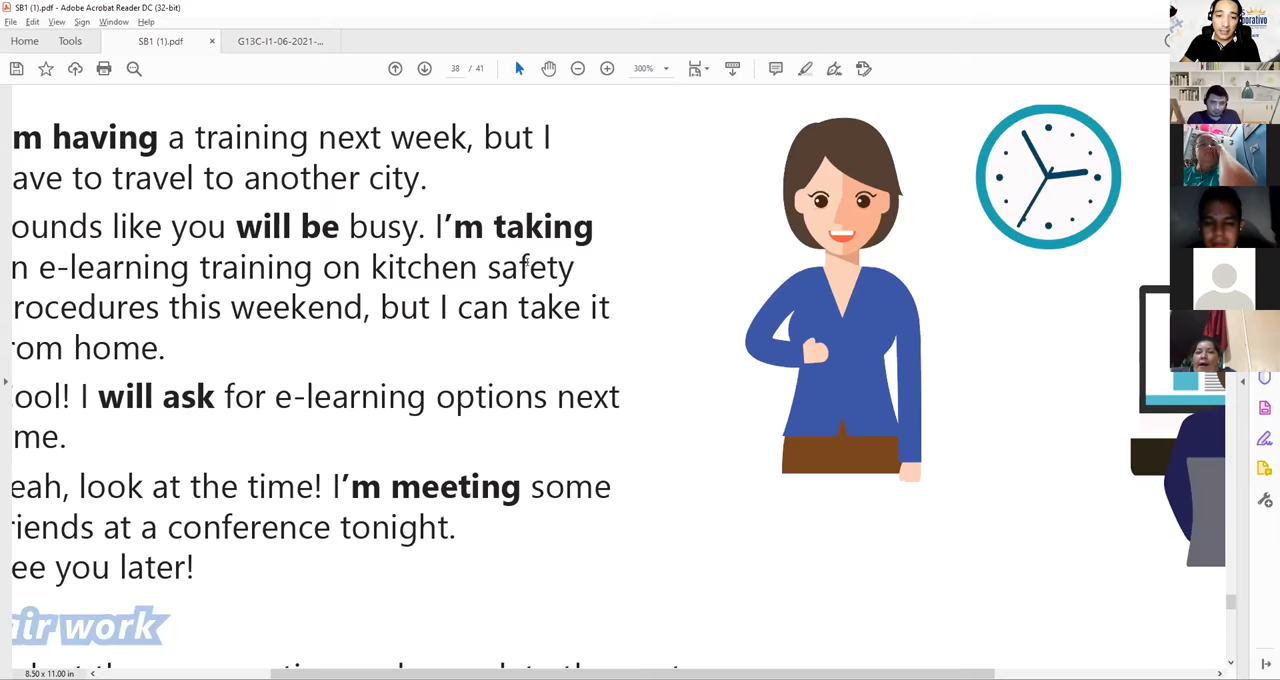 SB1 (1).pdf - Adobe Acrobat Reader DC (32-bit)
File Edit View Sign Window Help
Home Tools SB1 (1).pdf × G13C-I1-06-2021-...
38 / 41 300%
m having a training next week, but I
ave to travel to another city.
ounds like you will be busy. I'm taking
n e-learning training on kitchen safety
rocedures this weekend, but I can take it
rom home.
ool! I will ask for e-learning options next
me.
eah, look at the time! I'm meeting some
riends at a conference tonight.
ee you later!
air work
8.50 x 11.00 in